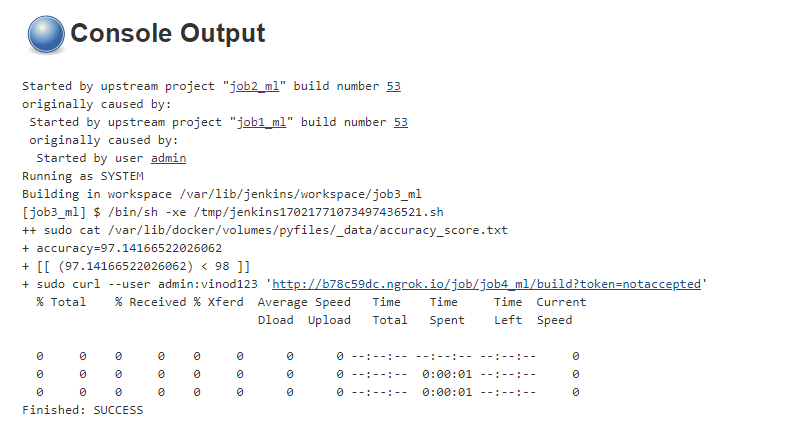 Console Output
Started by upstream project "job2_ml" build number 53
originally caused by:
Started by upstream project "job1_ml" build number 53
originally caused by:
Started by user admin
Running as SYSTEM
Building in workspace /var/lib/jenkins/workspace/job3_ml
[job3_ml] $ /bin/sh -xe /tmp/jenkins17021771073497436521.sh
++ sudo cat /var/lib/docker/volumes/pyfiles/_data/accuracy_score.txt
+ accuracy=97.14166522026062
+ [[ (97.14166522026062) < 98 ]]
+ sudo curl --user admin:vinod123 'http://b78c59dc.ngrok.io/job/job4_ml/build?token=notaccepted'
% Total % Received % Xferd Average Speed Time Time Time Current
Dload Upload Total Spent Left Speed
0 0 0 0 0 0 0 0 --:--:-- --:--:-- --:--:-- 0
0 0 0 0 0 0 0 0 --:--:-- 0:00:01 --:--:-- 0
0 0 0 0 0 0 0 0 --:--:-- 0:00:01 --:--:-- 0
Finished: SUCCESS